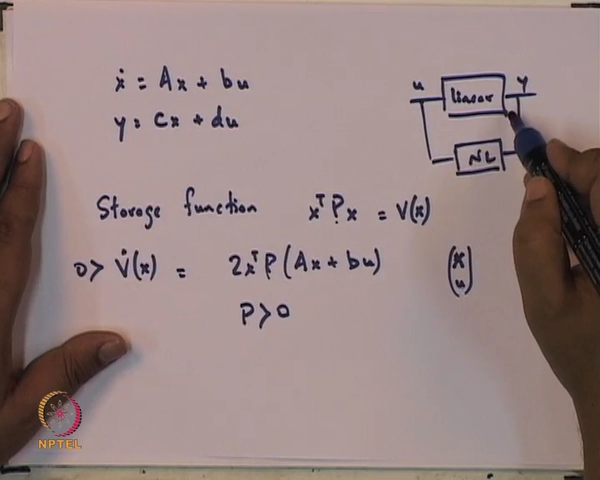 ẋ = Ax + bu
y = cx + du
u linear y
NL
Storage function xᵀPx = V(x)
0 > V̇(x) = 2xᵀP(Ax + bu) (x u)
P > 0
NPTEL